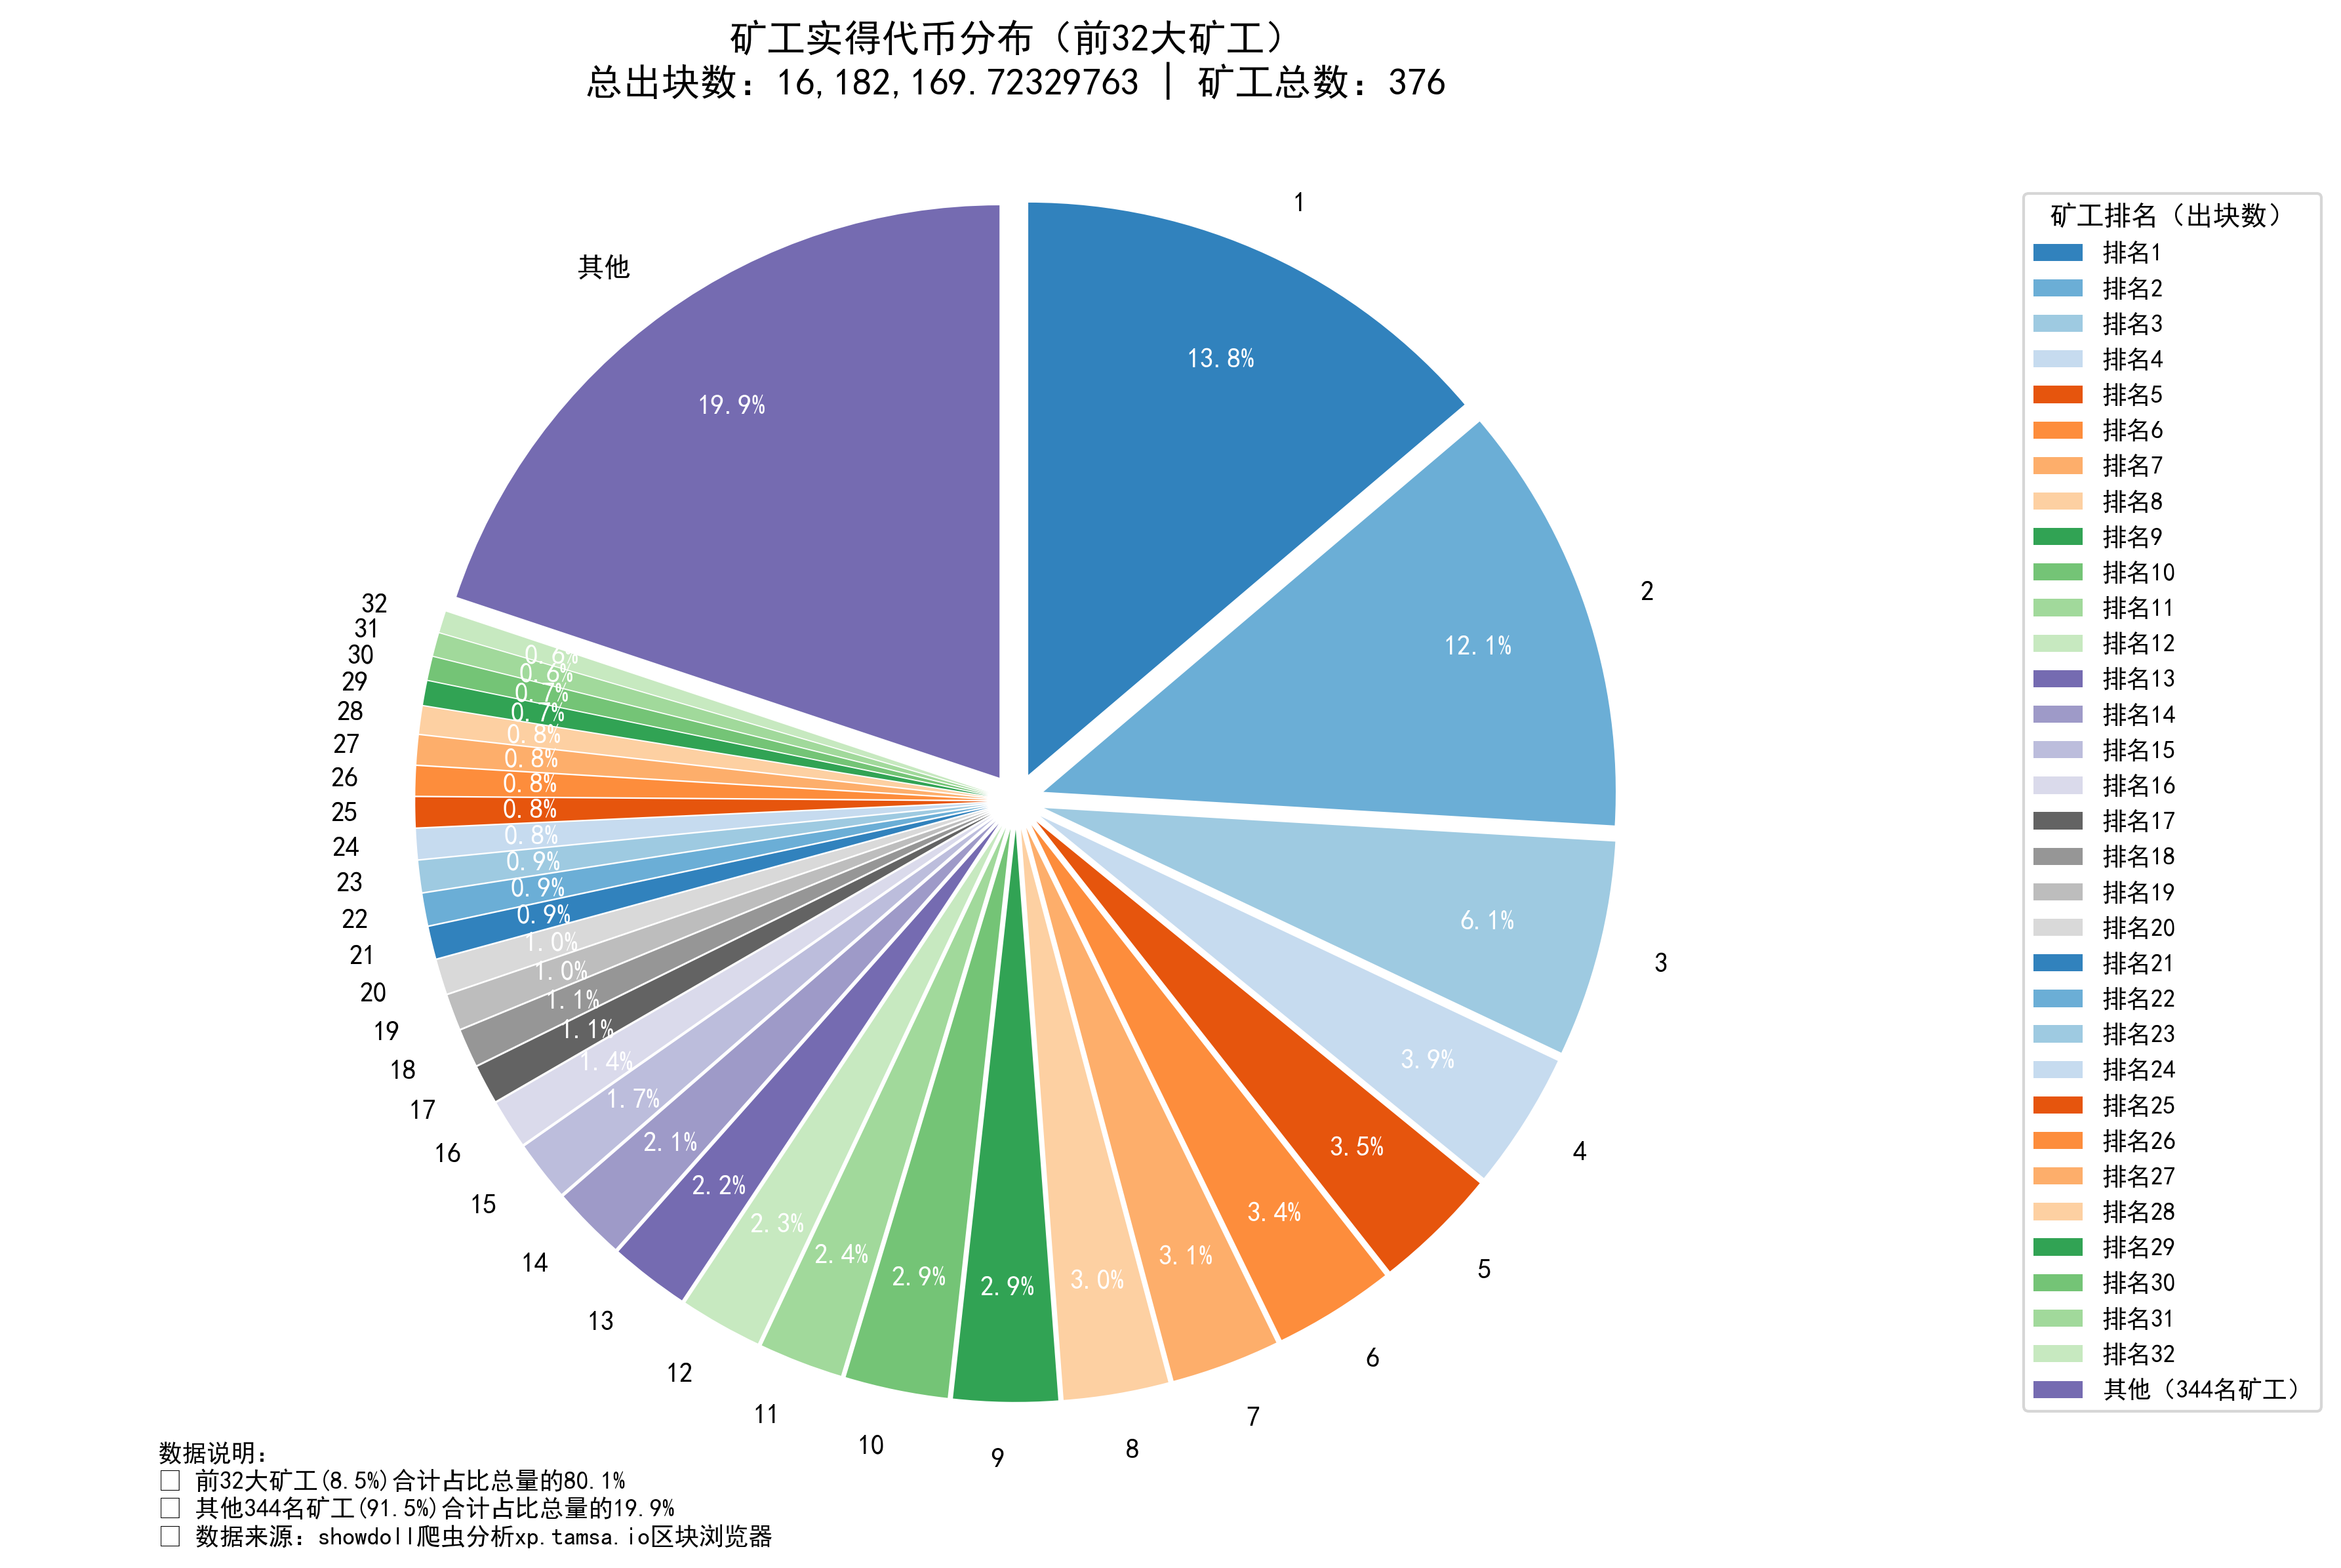 矿工实得代币分布（前32大矿工）
总出块数：16,182,169.72329763 | 矿工总数：376
1
13.8%
其他
19.9%
2
12.1%
3
6.1%
4
3.9%
5
3.5%
6
3.4%
7
3.1%
8
3.0%
9
2.9%
10
2.9%
11
2.4%
12
2.3%
13
2.2%
14
2.1%
15
1.7%
16
1.4%
17
1.1%
18
1.1%
19
1.0%
20
1.0%
21
0.9%
22
0.9%
23
0.9%
24
0.8%
25
0.8%
26
0.8%
27
0.8%
28
0.8%
29
0.7%
30
0.7%
31
0.6%
32
0.6%
矿工排名（出块数）
排名1
排名2
排名3
排名4
排名5
排名6
排名7
排名8
排名9
排名10
排名11
排名12
排名13
排名14
排名15
排名16
排名17
排名18
排名19
排名20
排名21
排名22
排名23
排名24
排名25
排名26
排名27
排名28
排名29
排名30
排名31
排名32
其他（344名矿工）
数据说明：
□ 前32大矿工(8.5%)合计占比总量的80.1%
□ 其他344名矿工(91.5%)合计占比总量的19.9%
□ 数据来源：showdoll爬虫分析xp.tamsa.io区块浏览器